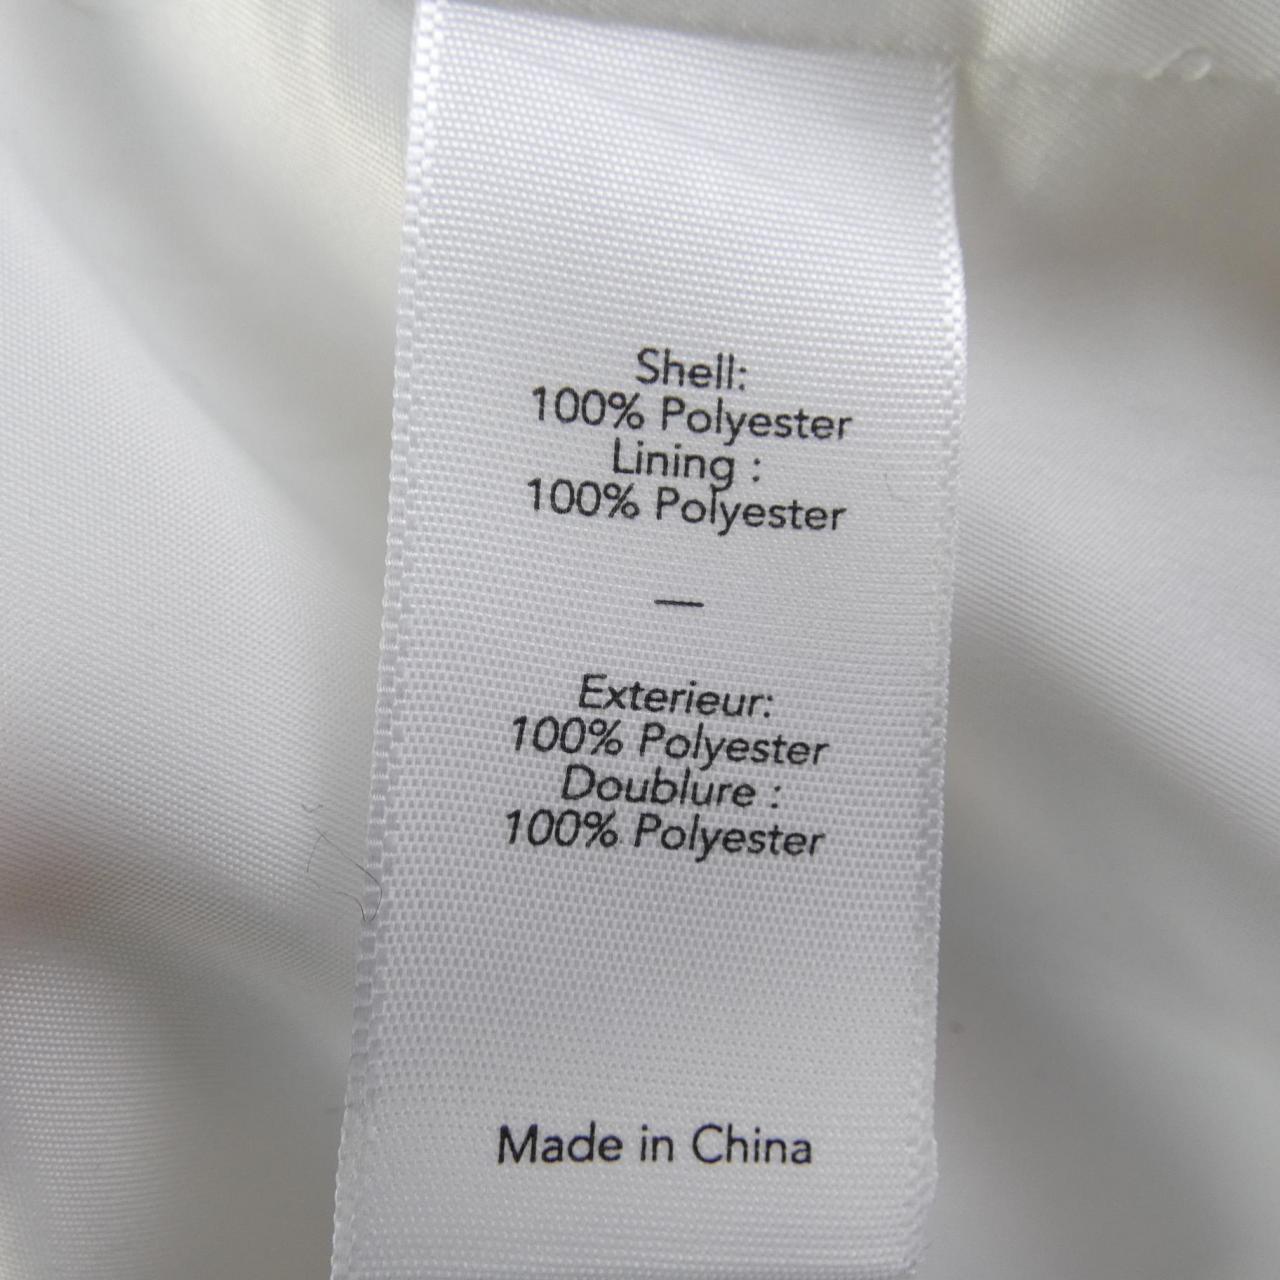 Shell:
100% Polyester
Lining :
100% Polyester
—
Exterieur:
100% Polyester
Doublure :
100% Polyester
Made in China